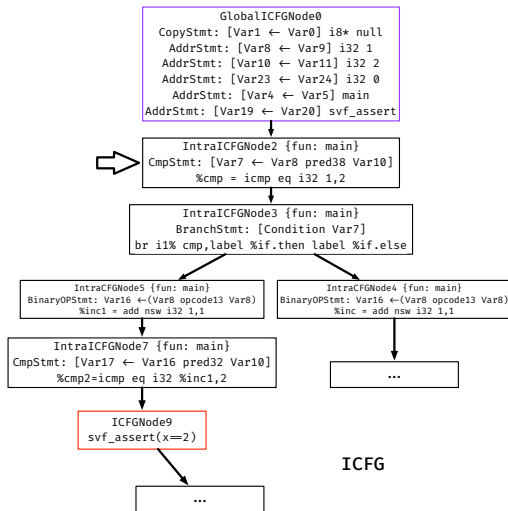 GlobalICFGNode0
CopyStmt: [Var1 ← Var0] i8* null
AddrStmt: [Var8 ← Var9] i32 1
AddrStmt: [Var10 ← Var11] i32 2
AddrStmt: [Var23 ← Var24] i32 0
AddrStmt: [Var4 ← Var5] main
AddrStmt: [Var19 ← Var20] svf_assert
IntraICFGNode2 {fun: main}
CmpStmt: [Var7 ← Var8 pred38 Var10]
%cmp = icmp eq i32 1,2
IntraICFGNode3 {fun: main}
BranchStmt: [Condition Var7]
br i1% cmp,label %if.then label %if.else
IntraCFGNode5 {fun: main}
BinaryOPStmt: Var16 ←(Var8 opcode13 Var8)
%inc1 = add nsw i32 1,1
IntraCFGNode4 {fun: main}
BinaryOPStmt: Var16 ←(Var8 opcode13 Var8)
%inc = add nsw i32 1,1
IntraICFGNode7 {fun: main}
CmpStmt: [Var17 ← Var16 pred32 Var10]
%cmp2=icmp eq i32 %inc1,2
...
ICFGNode9
svf_assert(x==2)
ICFG
...